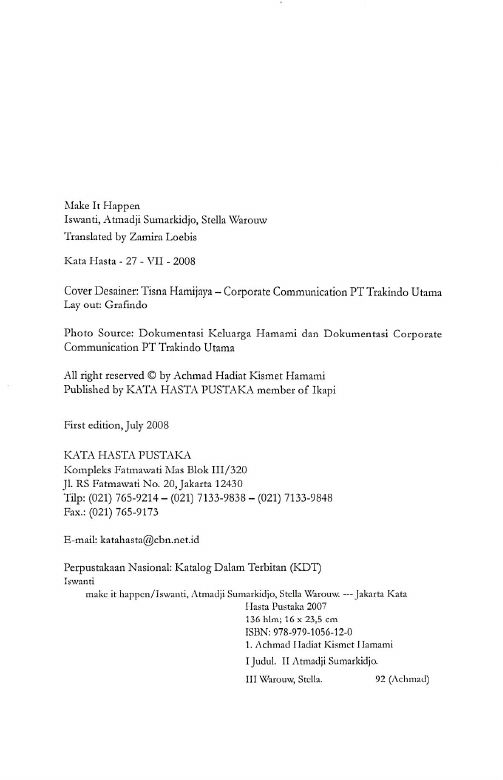 Make It Happen
Iswanti, Atmadji Sumarkidjo, Stella Warouw
Translated by Zamira Loebis
Kata Hasta - 27 - VII - 2008
Cover Desainer: Tisna Hamijaya – Corporate Communication PT Trakindo Utama
Lay out: Grafindo
Photo Source: Dokumentasi Keluarga Hamami dan Dokumentasi Corporate
Communication PT Trakindo Utama
All right reserved © by Achmad Hadiat Kismet Hamami
Published by KATA HASTA PUSTAKA member of Ikapi
First edition, July 2008
KATA HASTA PUSTAKA
Kompleks Fatmawati Mas Blok III/320
Jl. RS Fatmawati No. 20, Jakarta 12430
Tilp: (021) 765-9214 – (021) 7133-9838 – (021) 7133-9848
Fax.: (021) 765-9173
E-mail: katahasta@cbn.net.id
Perpustakaan Nasional: Katalog Dalam Terbitan (KDT)
Iswanti
make it happen/Iswanti, Atmadji Sumarkidjo, Stella Warouw. --- Jakarta Kata
Hasta Pustaka 2007
136 hlm; 16 x 23,5 cm
ISBN: 978-979-1056-12-0
1. Achmad Hadiat Kismet Hamami
I Judul. II Atmadji Sumarkidjo.
III Warouw, Stella. 92 (Achmad)